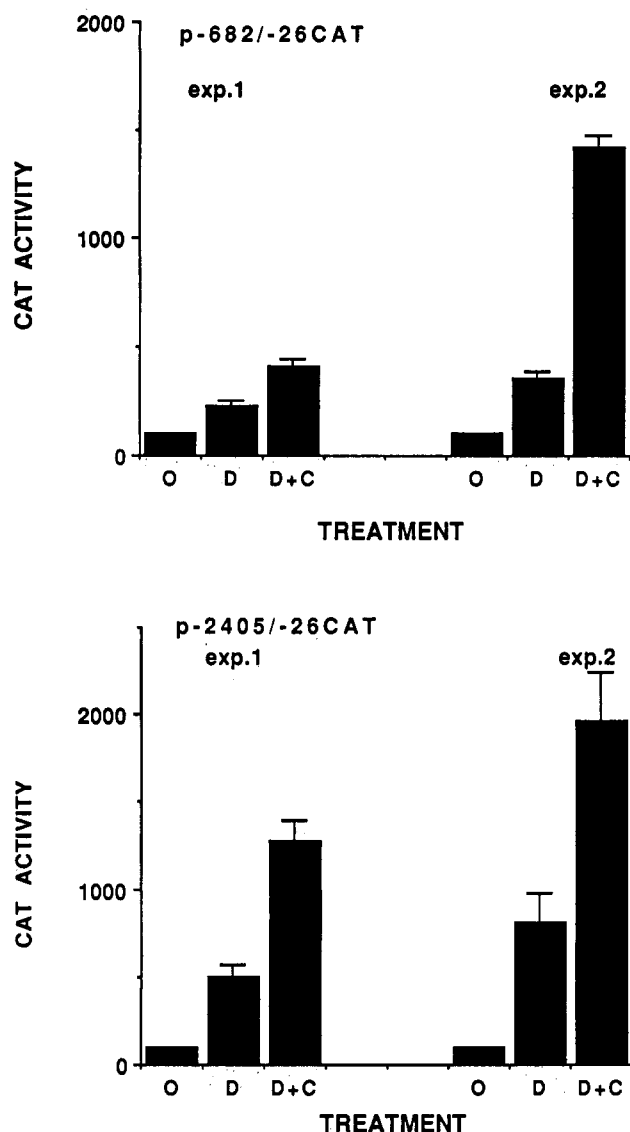 2000
p-682/-26CAT
exp.1
exp.2
CAT ACTIVITY
1000
0
O D D+C O D D+C
TREATMENT
p-2405/-26CAT
exp.1
exp.2
2000
CAT ACTIVITY
1000
0
O D D+C O D D+C
TREATMENT